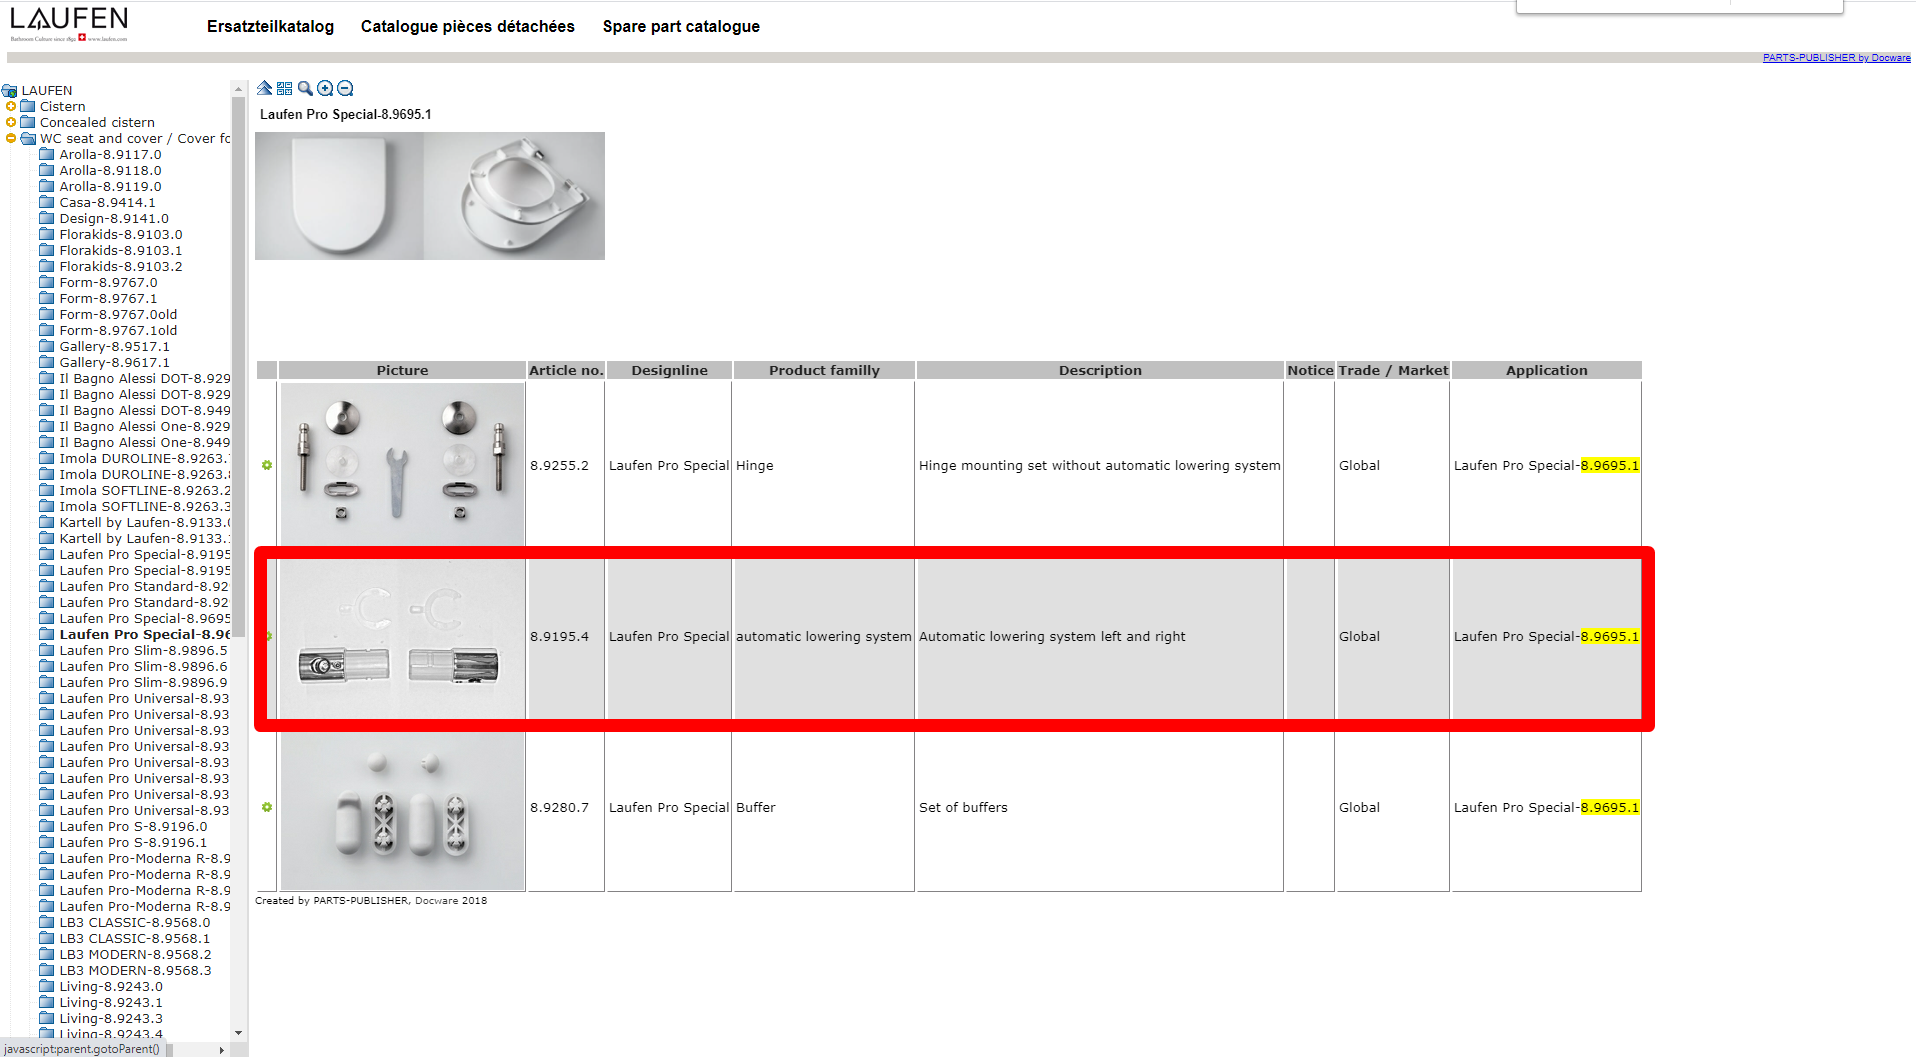 LAUFEN
Bathroom Culture since 1892 www.laufen.com
Ersatzteilkatalog Catalogue pièces détachées Spare part catalogue
PARTS-PUBLISHER by Docware
LAUFEN
Cistern
Concealed cistern
WC seat and cover / Cover fo
Arolla-8.9117.0
Arolla-8.9118.0
Arolla-8.9119.0
Casa-8.9414.1
Design-8.9141.0
Florakids-8.9103.0
Florakids-8.9103.1
Florakids-8.9103.2
Form-8.9767.0
Form-8.9767.1
Form-8.9767.0old
Form-8.9767.1old
Gallery-8.9517.1
Gallery-8.9617.1
Il Bagno Alessi DOT-8.929
Il Bagno Alessi DOT-8.929
Il Bagno Alessi DOT-8.949
Il Bagno Alessi One-8.929
Il Bagno Alessi One-8.949
Imola DUROLINE-8.9263.
Imola DUROLINE-8.9263.
Imola SOFTLINE-8.9263.2
Imola SOFTLINE-8.9263.3
Kartell by Laufen-8.9133.
Kartell by Laufen-8.9133.
Laufen Pro Special-8.9195
Laufen Pro Special-8.9195
Laufen Pro Standard-8.92
Laufen Pro Standard-8.92
Laufen Pro Special-8.9695
Laufen Pro Special-8.96
Laufen Pro Slim-8.9896.5
Laufen Pro Slim-8.9896.6
Laufen Pro Slim-8.9896.9
Laufen Pro Universal-8.93
Laufen Pro Universal-8.93
Laufen Pro Universal-8.93
Laufen Pro Universal-8.93
Laufen Pro Universal-8.93
Laufen Pro Universal-8.93
Laufen Pro Universal-8.93
Laufen Pro Universal-8.93
Laufen Pro S-8.9196.0
Laufen Pro S-8.9196.1
Laufen Pro-Moderna R-8.9
Laufen Pro-Moderna R-8.9
Laufen Pro-Moderna R-8.9
Laufen Pro-Moderna R-8.9
LB3 CLASSIC-8.9568.0
LB3 CLASSIC-8.9568.1
LB3 MODERN-8.9568.2
LB3 MODERN-8.9568.3
Living-8.9243.0
Living-8.9243.1
Living-8.9243.3
Living-8.9243.4
javascript:parent.gotoParent()
Laufen Pro Special-8.9695.1
Picture Article no. Designline Product familly Description Notice Trade / Market Application
8.9255.2 Laufen Pro Special Hinge Hinge mounting set without automatic lowering system Global Laufen Pro Special-8.9695.1
8.9195.4 Laufen Pro Special automatic lowering system Automatic lowering system left and right Global Laufen Pro Special-8.9695.1
8.9280.7 Laufen Pro Special Buffer Set of buffers Global Laufen Pro Special-8.9695.1
Created by PARTS-PUBLISHER, Docware 2018